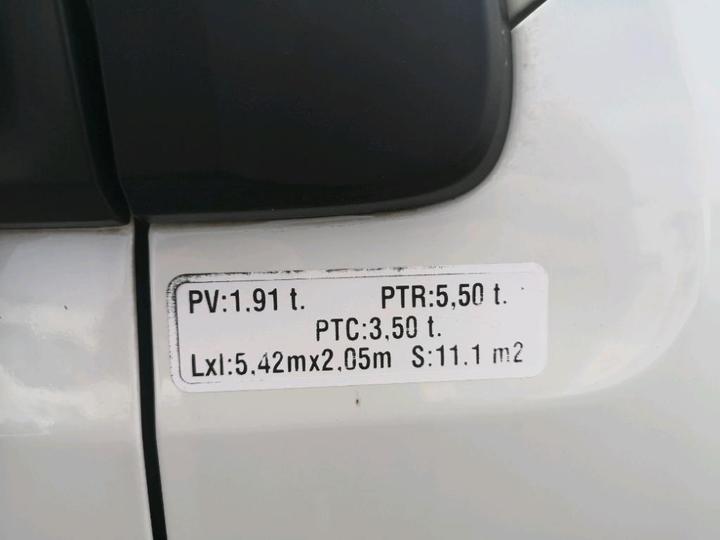 PV:1.91 t. PTR:5,50 t.
PTC:3,50 t.
Lxl:5,42mx2,05m S:11.1 m2